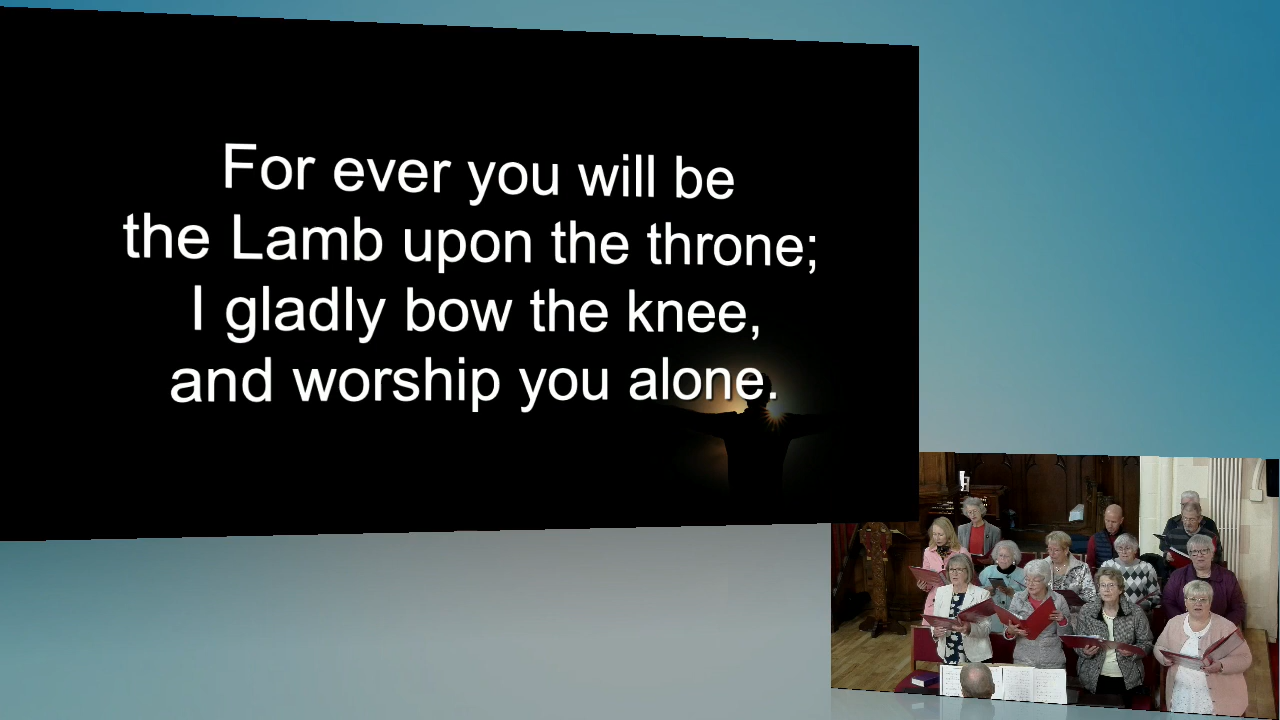 For ever you will be
the Lamb upon the throne;
I gladly bow the knee,
and worship you alone.